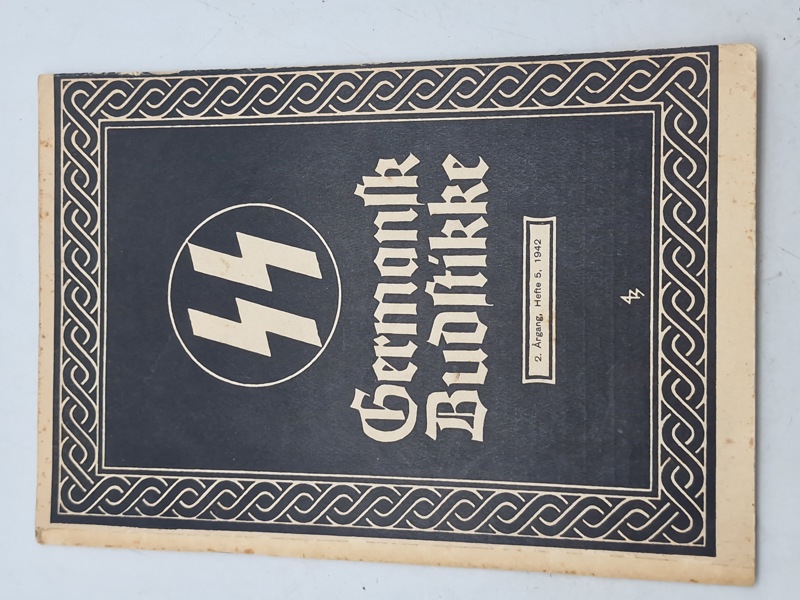 Germansk
Budstikke
2. Årgang, Hefte 5, 1942